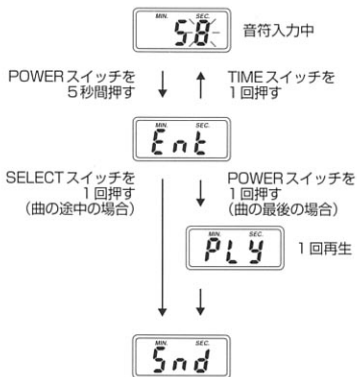 MIN. SEC.
58
音符入力中
POWERスイッチを
5秒間押す
TIMEスイッチを
1回押す
MIN. SEC.
Ent
SELECTスイッチを
1回押す
(曲の途中の場合)
POWERスイッチを
1回押す
(曲の最後の場合)
MIN. SEC.
PLY
1回再生
MIN. SEC.
Snd